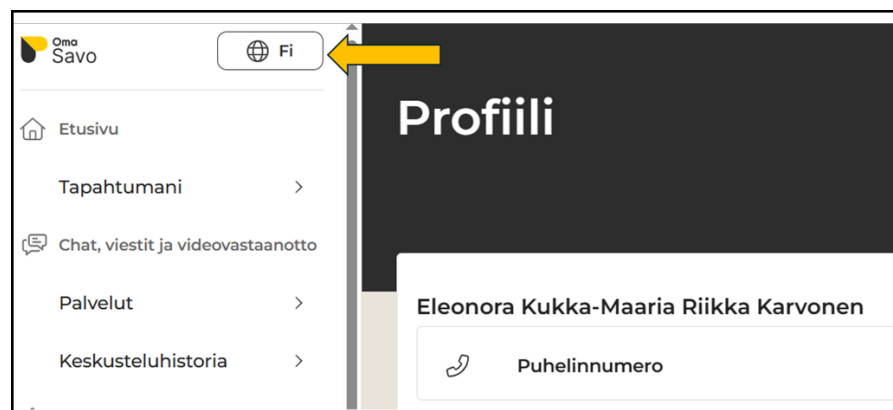 Oma
Savo
Fi
Etusivu
Tapahtumani
Chat, viestit ja videovastaanotto
Palvelut
Keskusteluhistoria
Profiili
Eleonora Kukka-Maaria Riikka Karvonen
Puhelinnumero